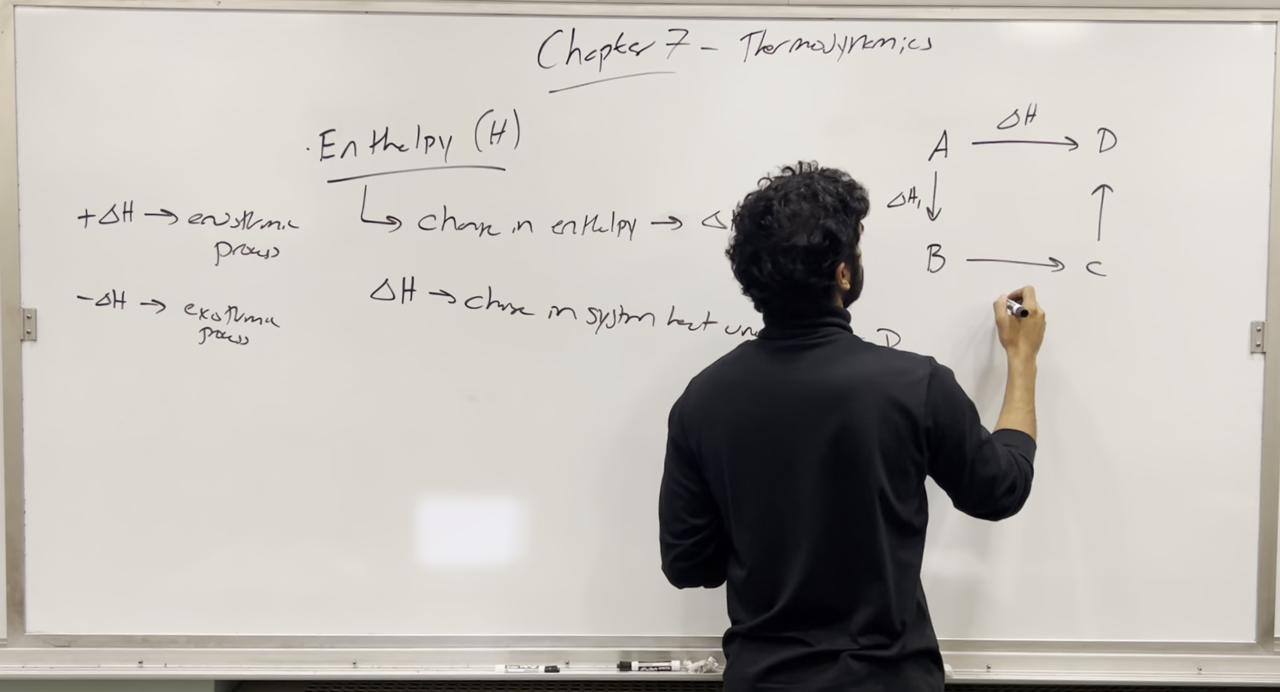 Chapter 7 – Thermodynamics
· Enthalpy (H)
+ΔH → endothermic
process
↳ change in enthalpy → Δ
-ΔH → exothermic
process
ΔH → change in system heat
A ΔH → D
ΔH₁ ↓ ↑
B → C
D